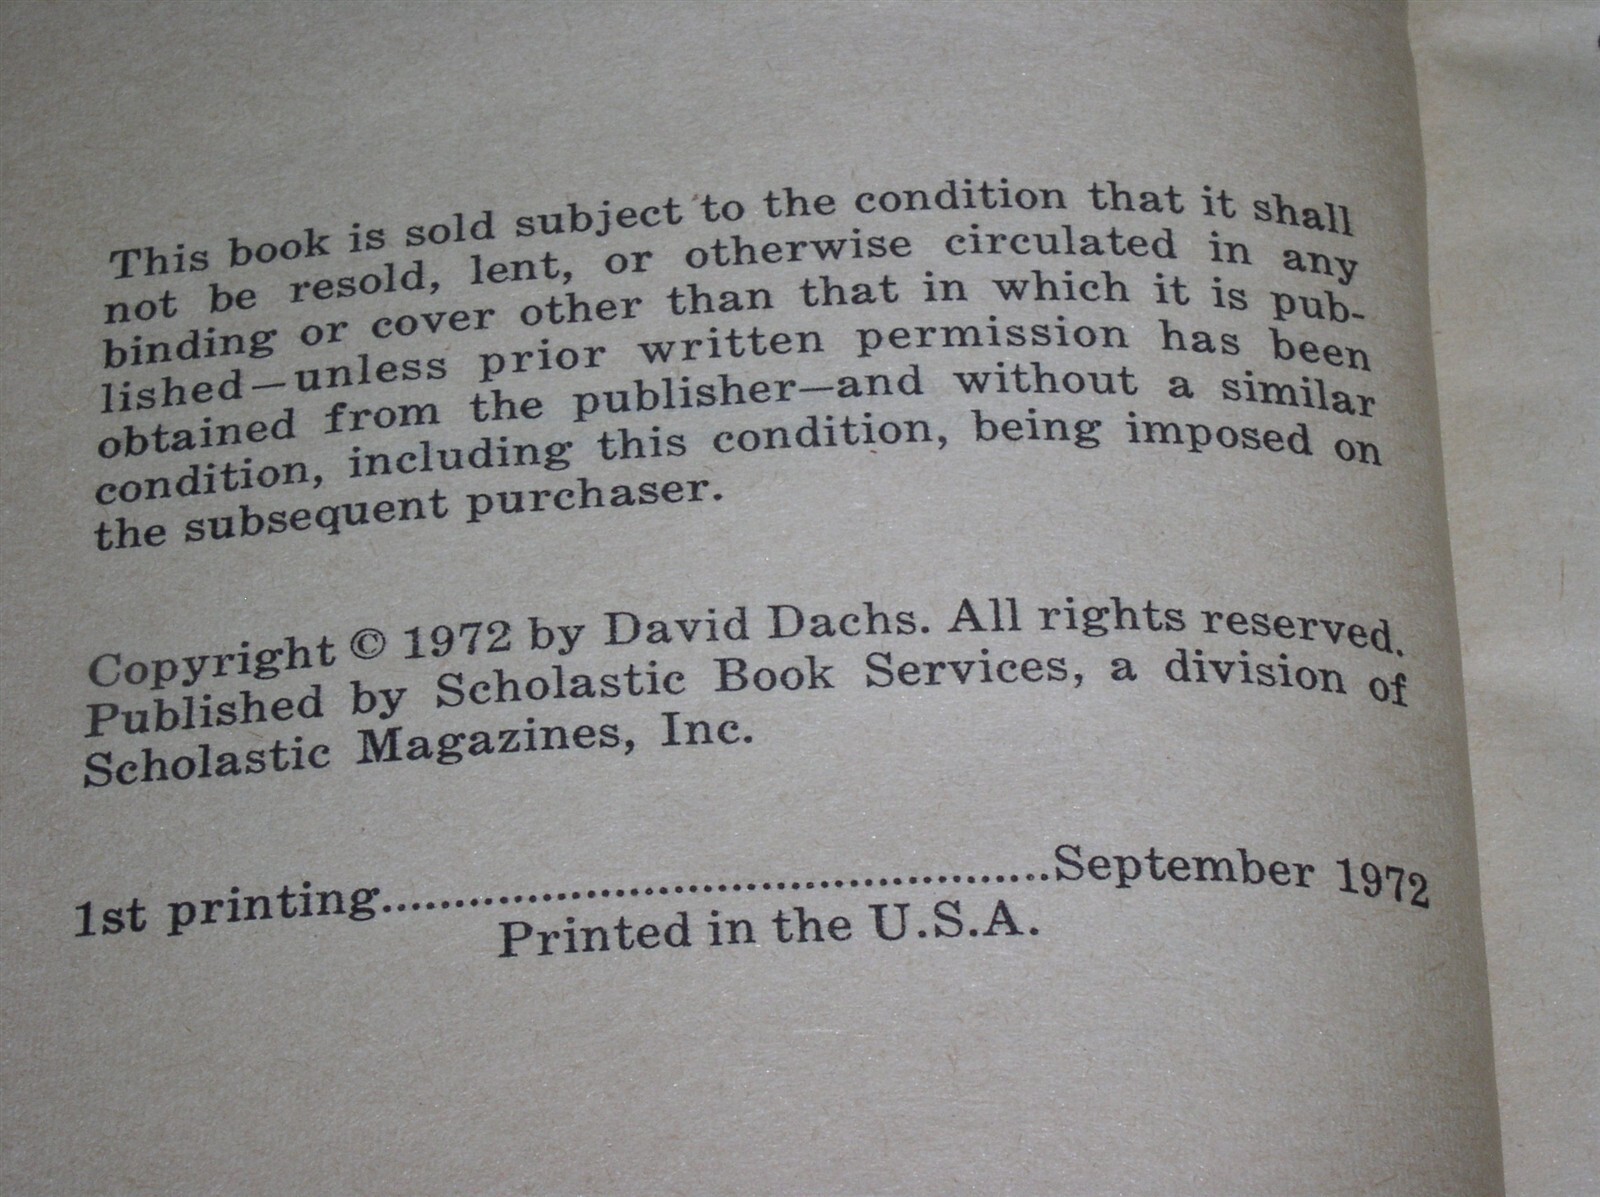 This book is sold subject to the condition that it shall
not be resold, lent, or otherwise circulated in any
binding or cover other than that in which it is pub-
lished—unless prior written permission has been
obtained from the publisher—and without a similar
condition, including this condition, being imposed on
the subsequent purchaser.
Copyright © 1972 by David Dachs. All rights reserved.
Published by Scholastic Book Services, a division of
Scholastic Magazines, Inc.
1st printing..............................................September 1972
Printed in the U.S.A.